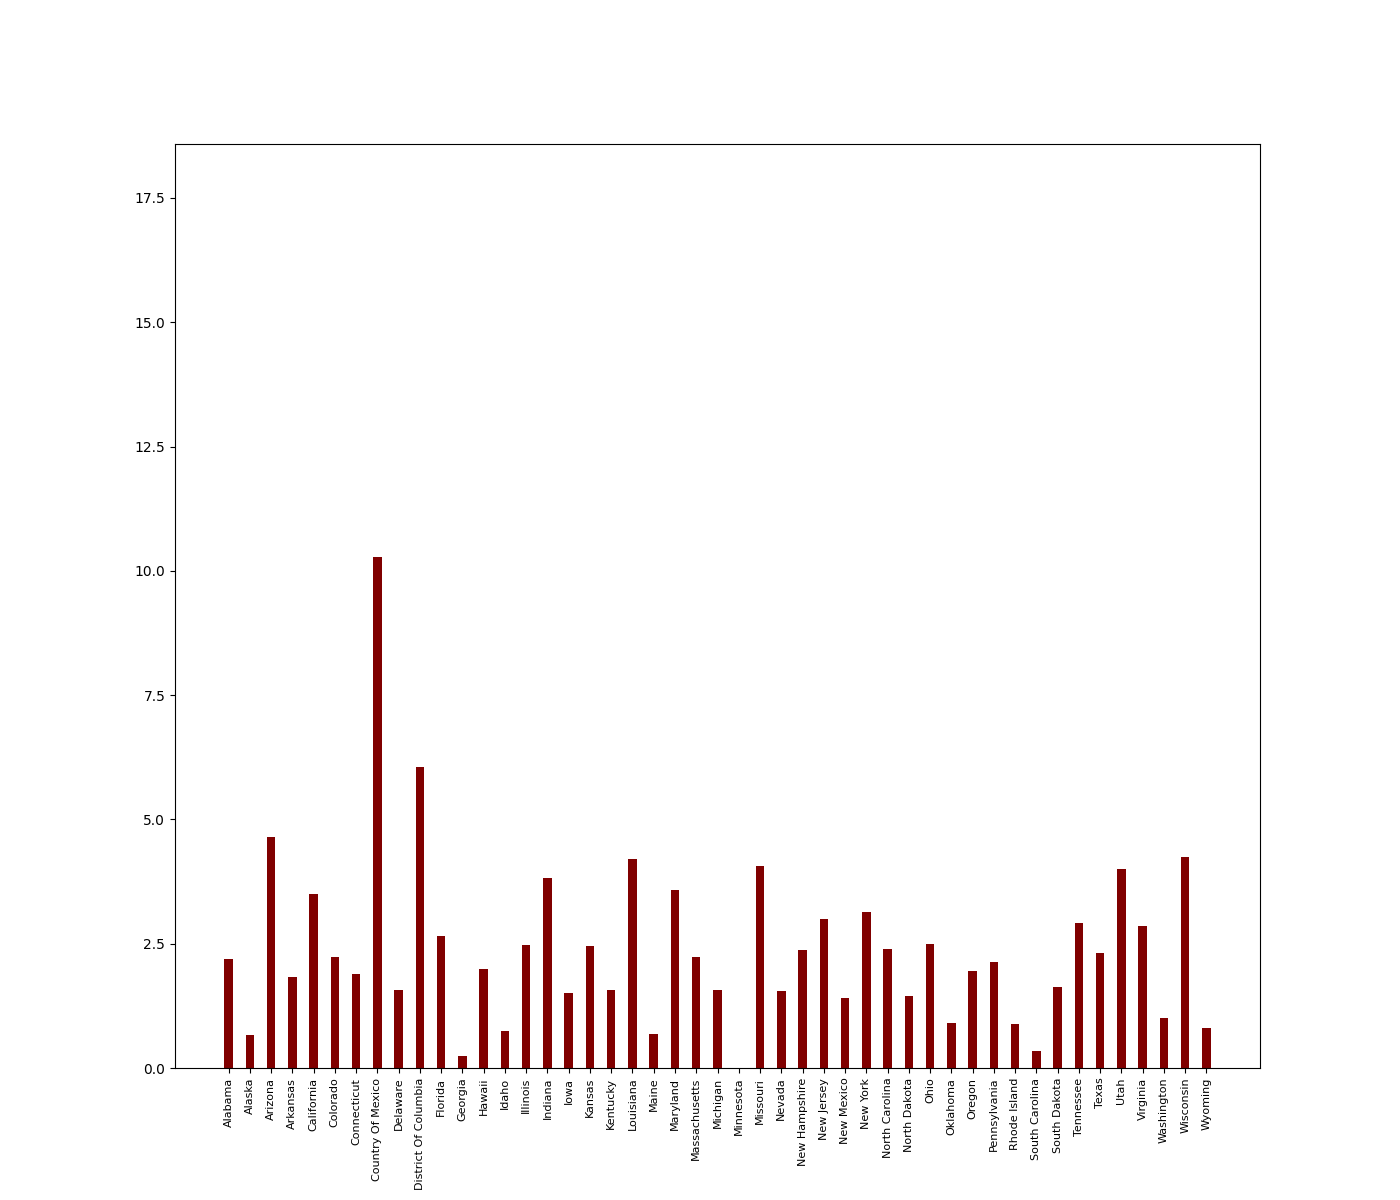 17.5
15.0
12.5
10.0
7.5
5.0
2.5
0.0
Alabama
Alaska
Arizona
Arkansas
California
Colorado
Connecticut
Country Of Mexico
Delaware
District Of Columbia
Florida
Georgia
Hawaii
Idaho
Illinois
Indiana
Iowa
Kansas
Kentucky
Louisiana
Maine
Maryland
Massachusetts
Michigan
Minnesota
Missouri
Nevada
New Hampshire
New Jersey
New Mexico
New York
North Carolina
North Dakota
Ohio
Oklahoma
Oregon
Pennsylvania
Rhode Island
South Carolina
South Dakota
Tennessee
Texas
Utah
Virginia
Washington
Wisconsin
Wyoming